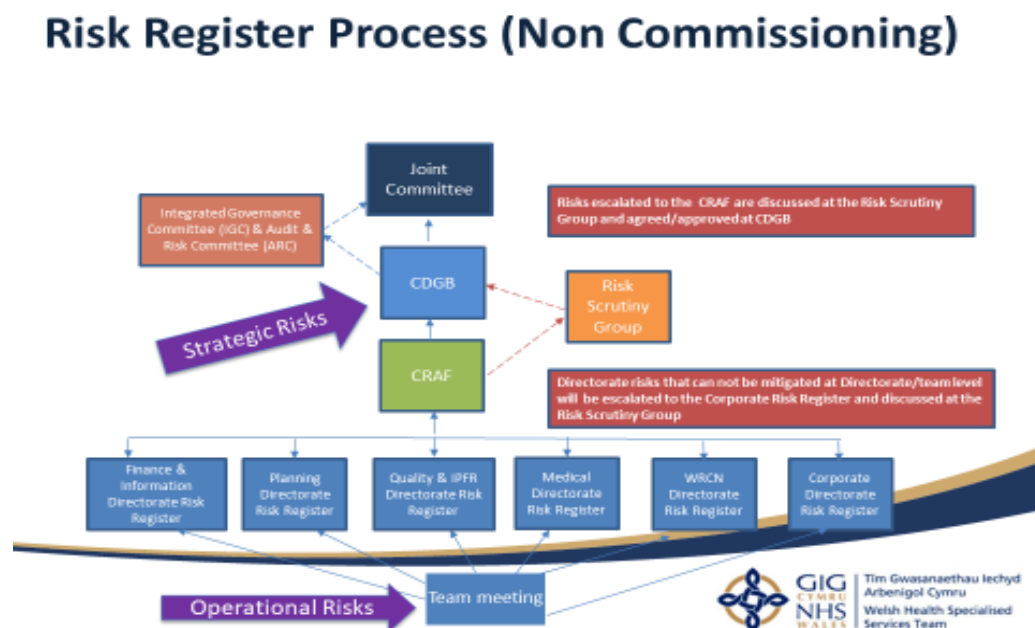 Risk Register Process (Non Commissioning)
Joint
Committee
Integrated Governance
Committee (IGC) & Audit &
Risk Committee (ARC)
Risks escalated to the CRAF are discussed at the Risk Scrutiny
Group and agreed/approved at CDGB
CDGB
Risk
Scrutiny
Group
Strategic Risks
CRAF
Directorate risks that can not be mitigated at Directorate/team level
will be escalated to the Corporate Risk Register and discussed at the
Risk Scrutiny Group
Finance &
Information
Directorate Risk
Register
Planning
Directorate
Risk Register
Quality & IPFR
Directorate Risk
Register
Medical
Directorate
Risk Register
WRCN
Directorate
Risk Register
Corporate
Directorate
Risk Register
Operational Risks
Team meeting
GIG
CYMRU
NHS
WALES
Tîm Gwasanaethau Iechyd
Arbenigol Cymru
Welsh Health Specialised
Services Team